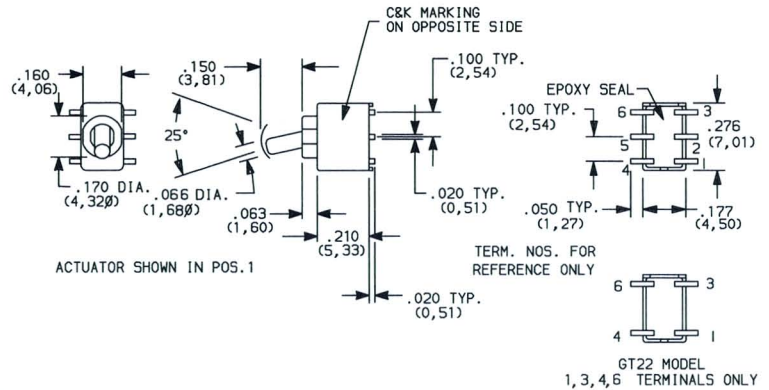 C&K MARKING
ON OPPOSITE SIDE
.160
(4,06)
.150
(3,81)
.100 TYP.
(2,54)
EPOXY SEAL
.100 TYP.
(2,54)
6
3
5
2
4
1
.276
(7,01)
25°
.170 DIA.
(4,32Ø)
.066 DIA.
(1,68Ø)
.063
(1,60)
.210
(5,33)
.020 TYP.
(0,51)
.050 TYP.
(1,27)
.177
(4,50)
ACTUATOR SHOWN IN POS.1
TERM. NOS. FOR
REFERENCE ONLY
.020 TYP.
(0,51)
6
3
4
1
GT22 MODEL
1,3,4,6 TERMINALS ONLY